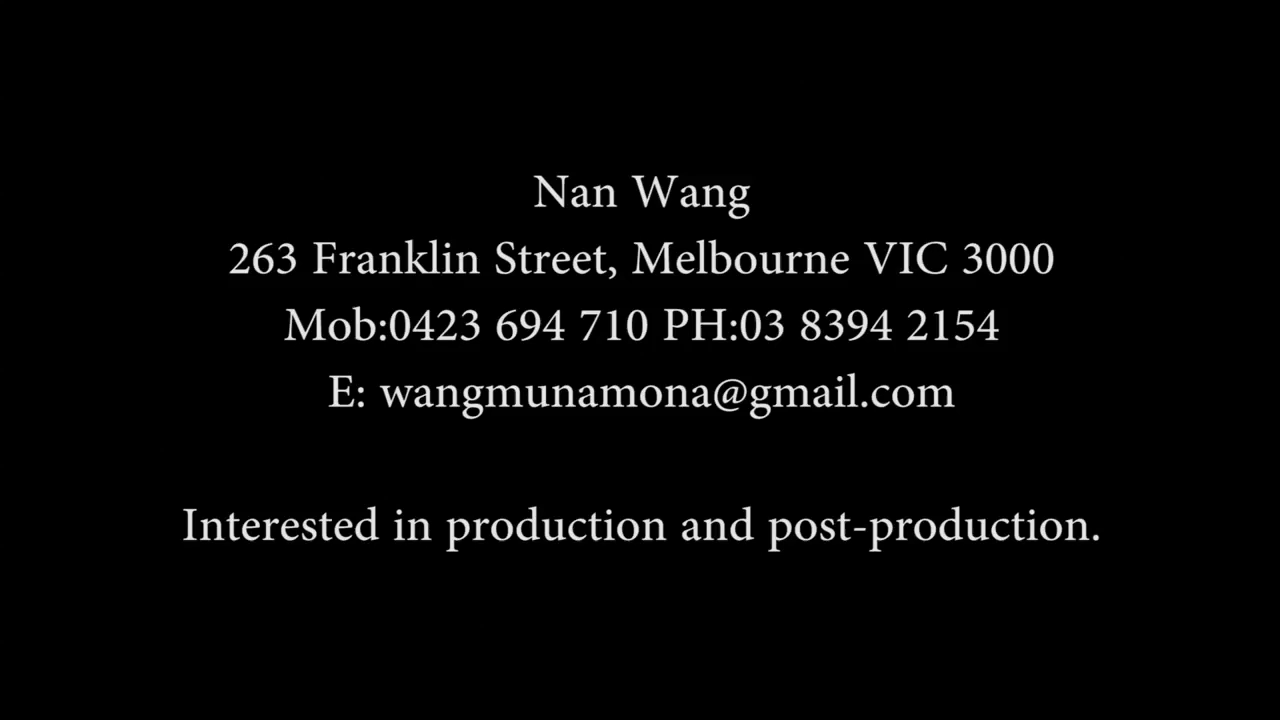 Nan Wang
263 Franklin Street, Melbourne VIC 3000
Mob:0423 694 710 PH:03 8394 2154
E: wangmunamona@gmail.com
Interested in production and post-production.